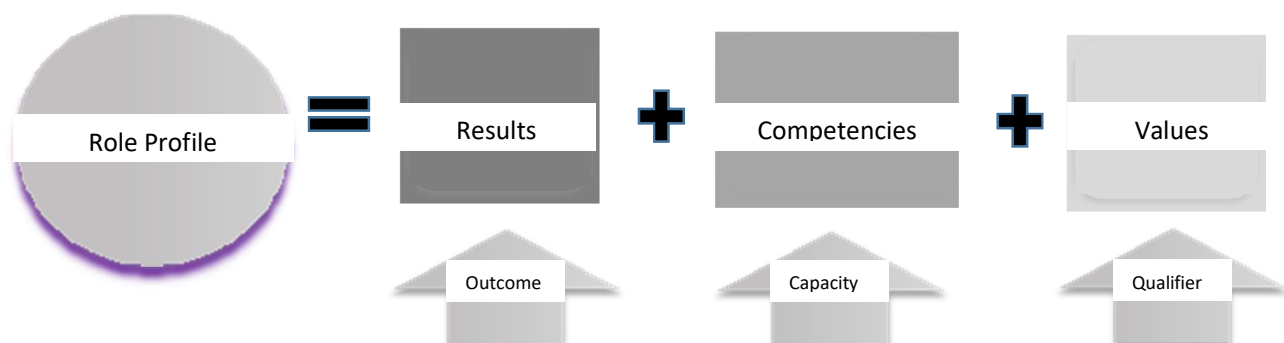 Role Profile
Results
Competencies
Values
Outcome
Capacity
Qualifier